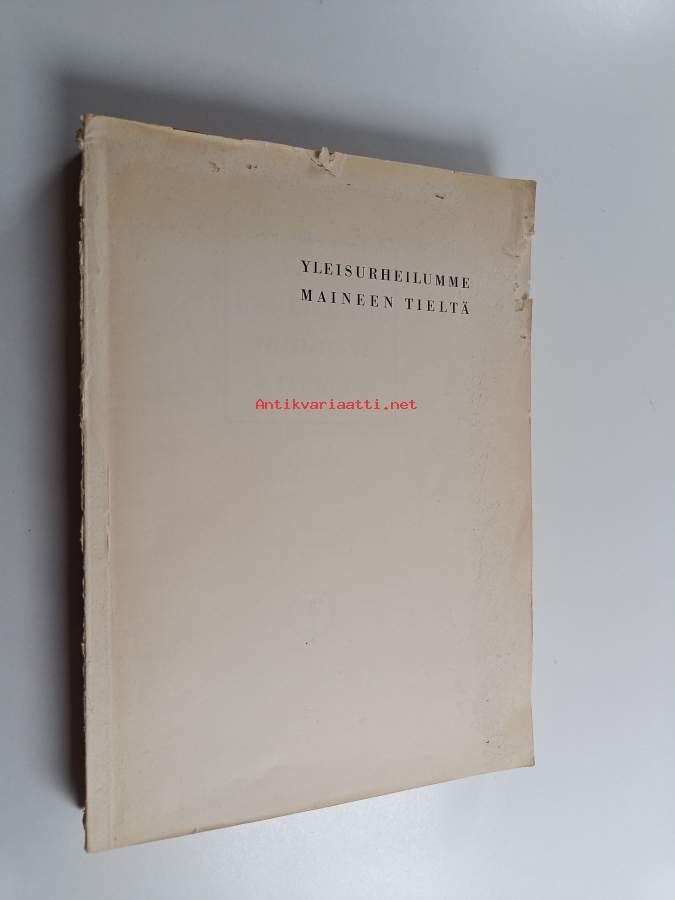 YLEISURHEILUMME
MAINEEN TIELTÄ
Antikvariaatti.net